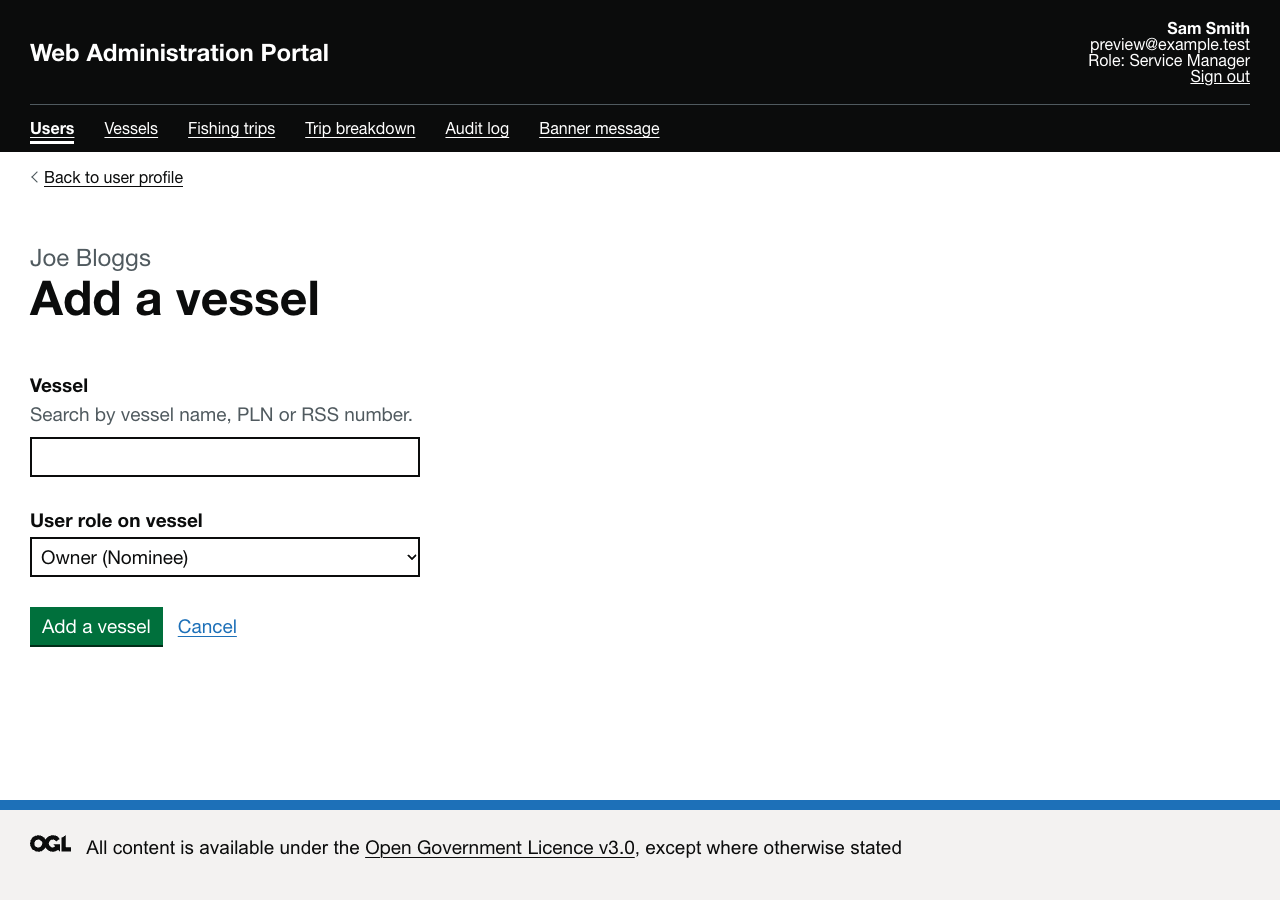 Web Administration Portal
Sam Smith
preview@example.test
Role: Service Manager
Sign out
Users Vessels Fishing trips Trip breakdown Audit log Banner message
Back to user profile
Joe Bloggs
Add a vessel
Vessel
Search by vessel name, PLN or RSS number.
User role on vessel
Owner (Nominee)
Add a vessel Cancel
OGL All content is available under the Open Government Licence v3.0, except where otherwise stated